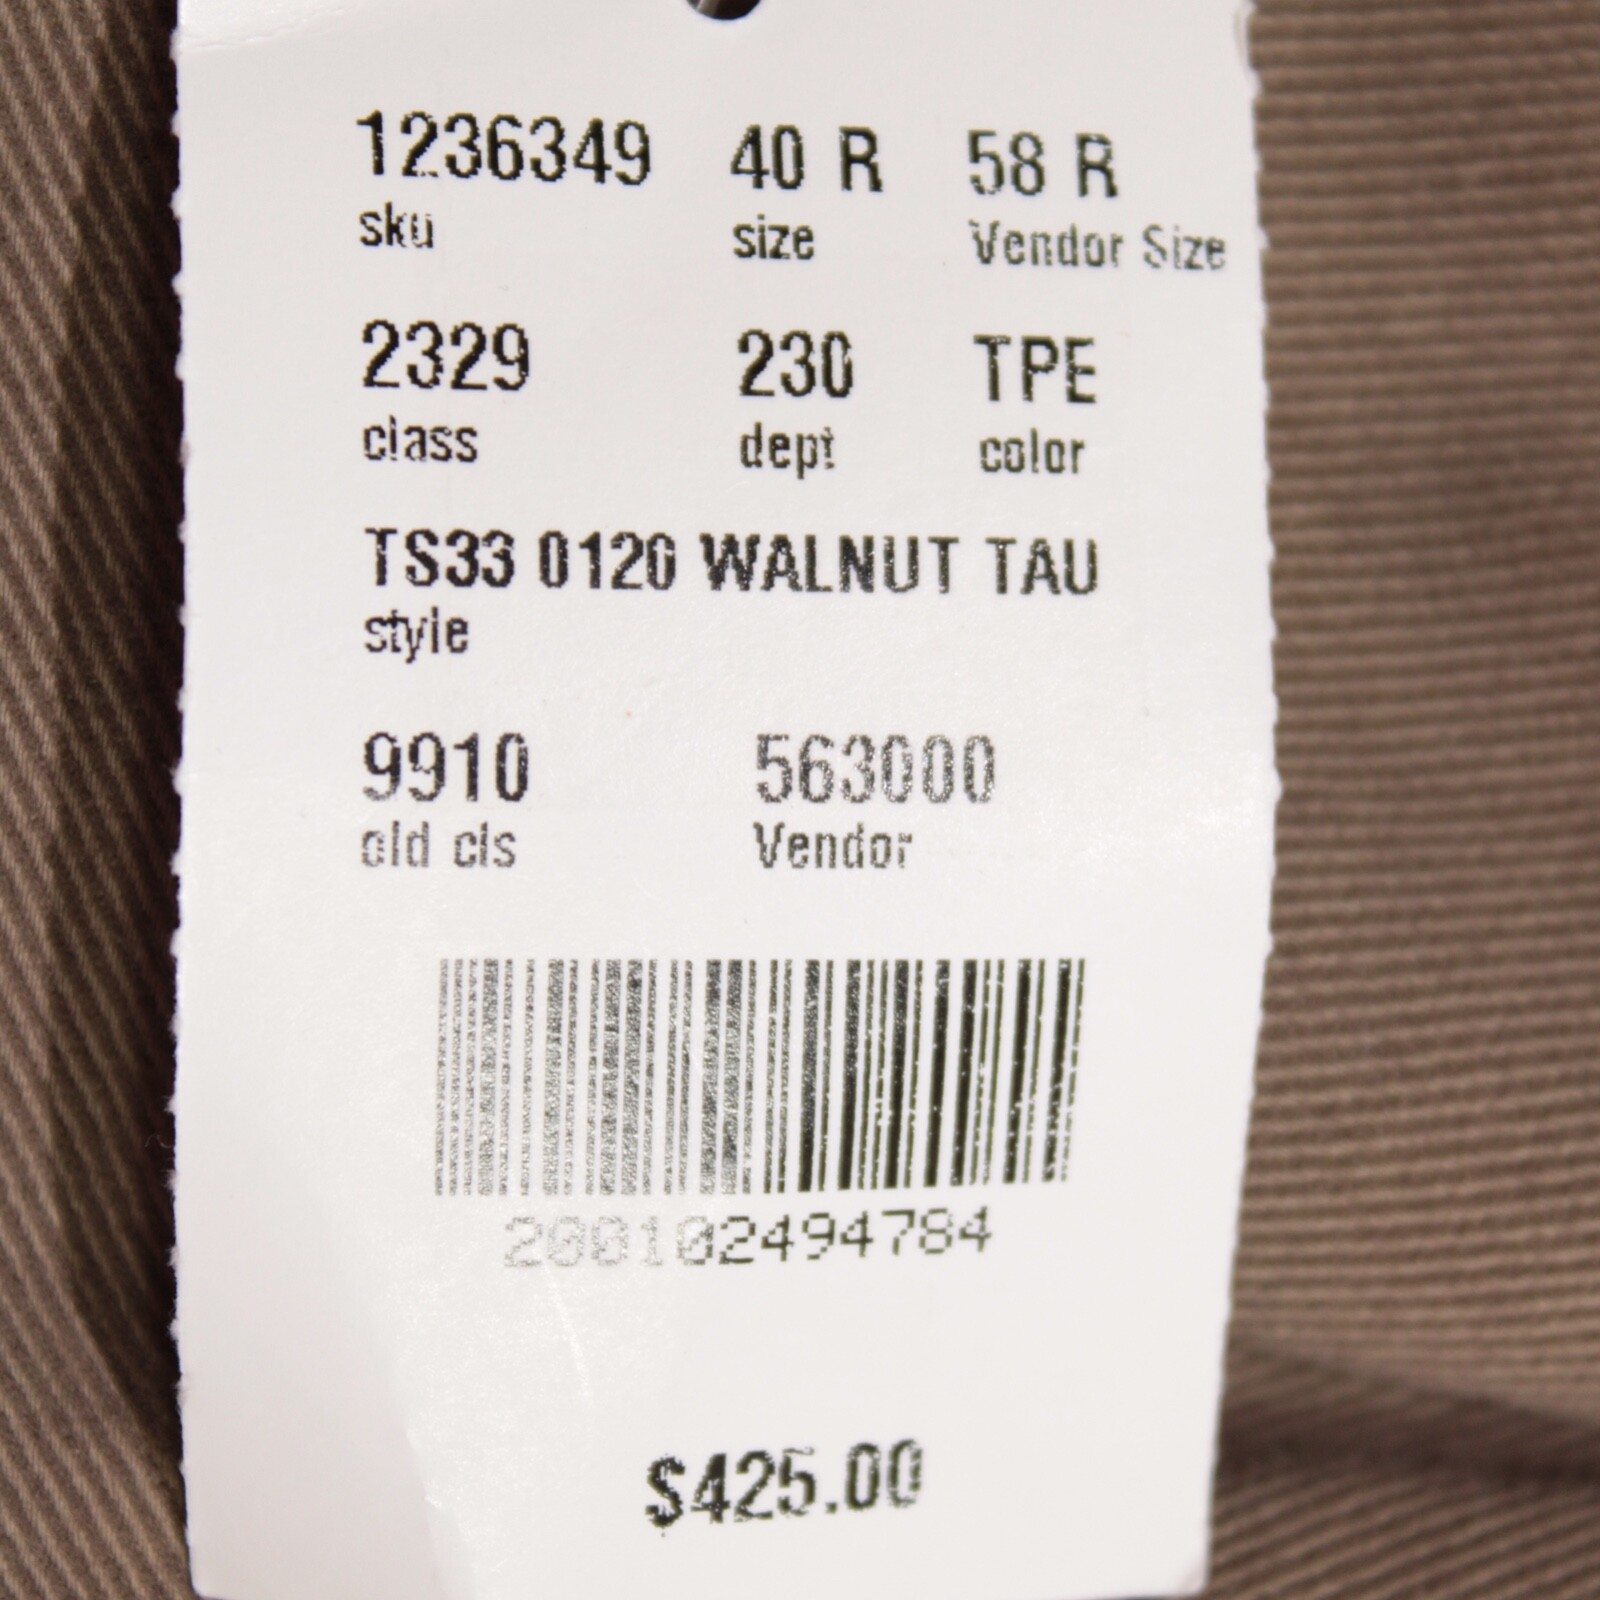 1236349 40 R 58 R
sku size Vendor Size
2329 230 TPE
class dept color
TS33 0120 WALNUT TAU
style
9910 563000
old cls Vendor
200102494784
$425.00